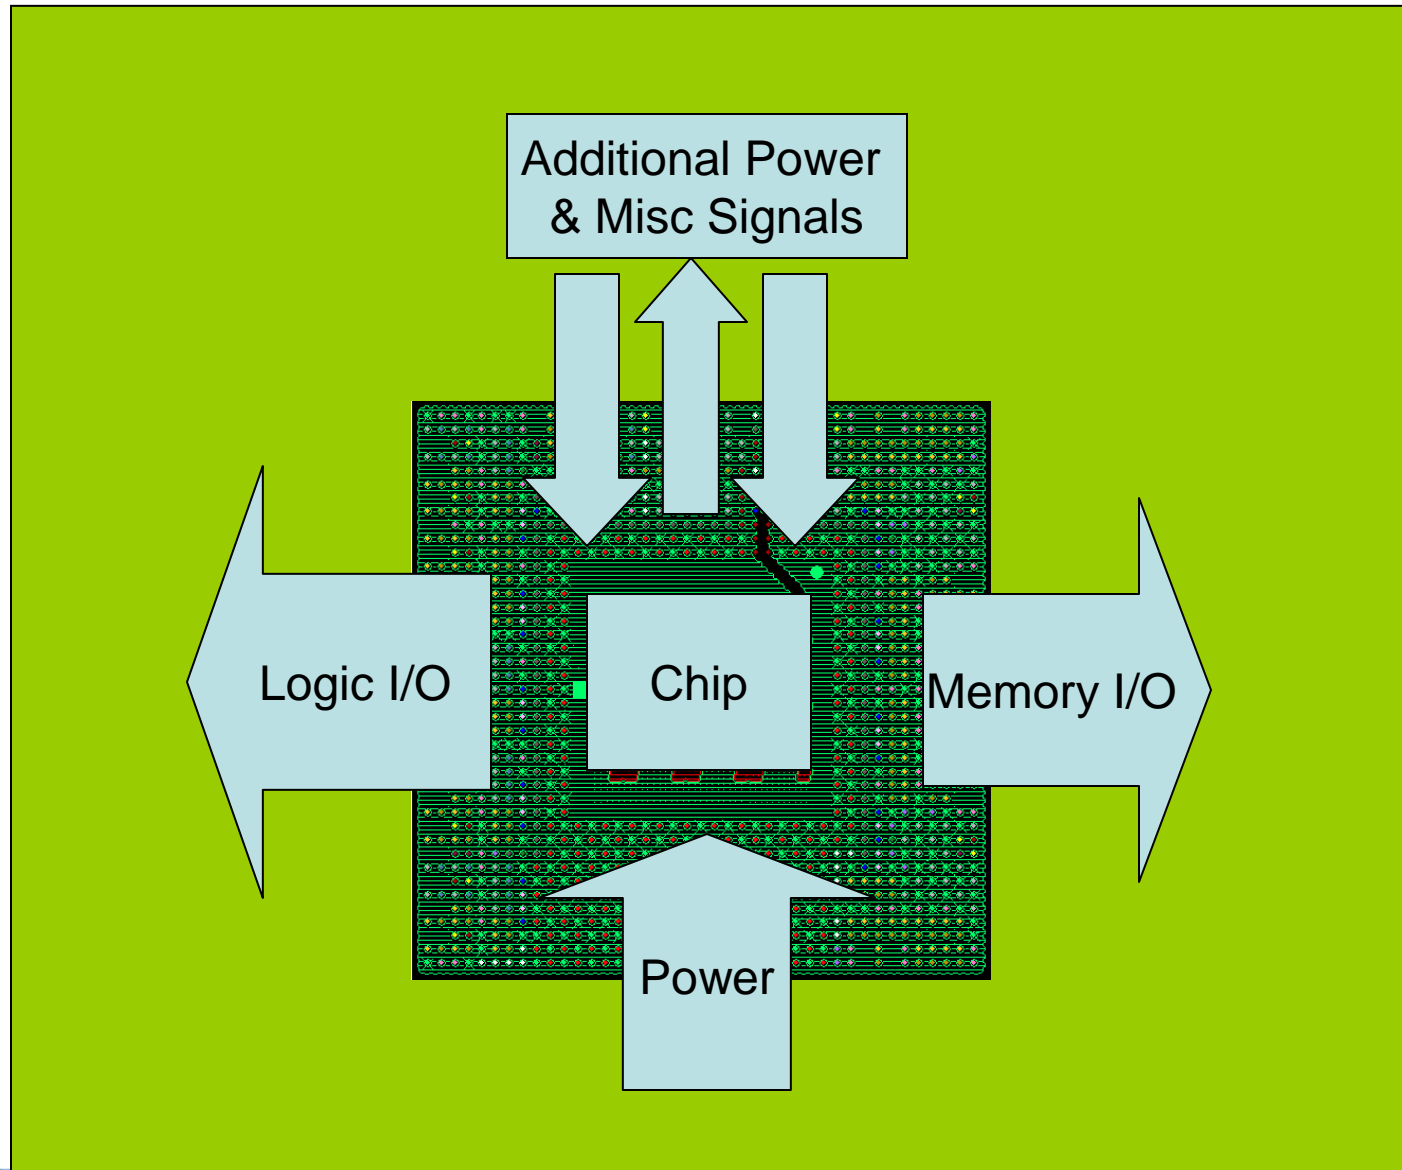 Additional Power
& Misc Signals
Logic I/O
Chip
Memory I/O
Power